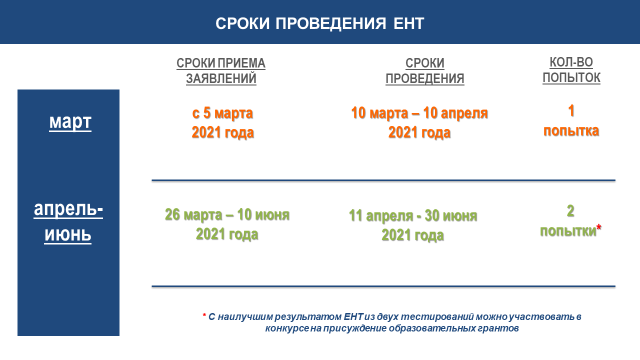 СРОКИ ПРОВЕДЕНИЯ ЕНТ
СРОКИ ПРИЕМА
ЗАЯВЛЕНИЙ
СРОКИ
ПРОВЕДЕНИЯ
КОЛ-ВО
ПОПЫТОК
март
с 5 марта
2021 года
10 марта – 10 апреля
2021 года
1
попытка
апрель-
июнь
26 марта – 10 июня
2021 года
11 апреля - 30 июня
2021 года
2
попытки*
* С наилучшим результатом ЕНТ из двух тестирований можно участвовать в
конкурсе на присуждение образовательных грантов